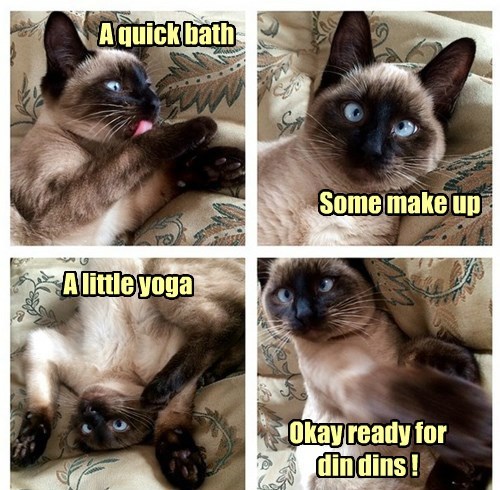 A quick bath
Some make up
A little yoga
Okay ready for
din dins !